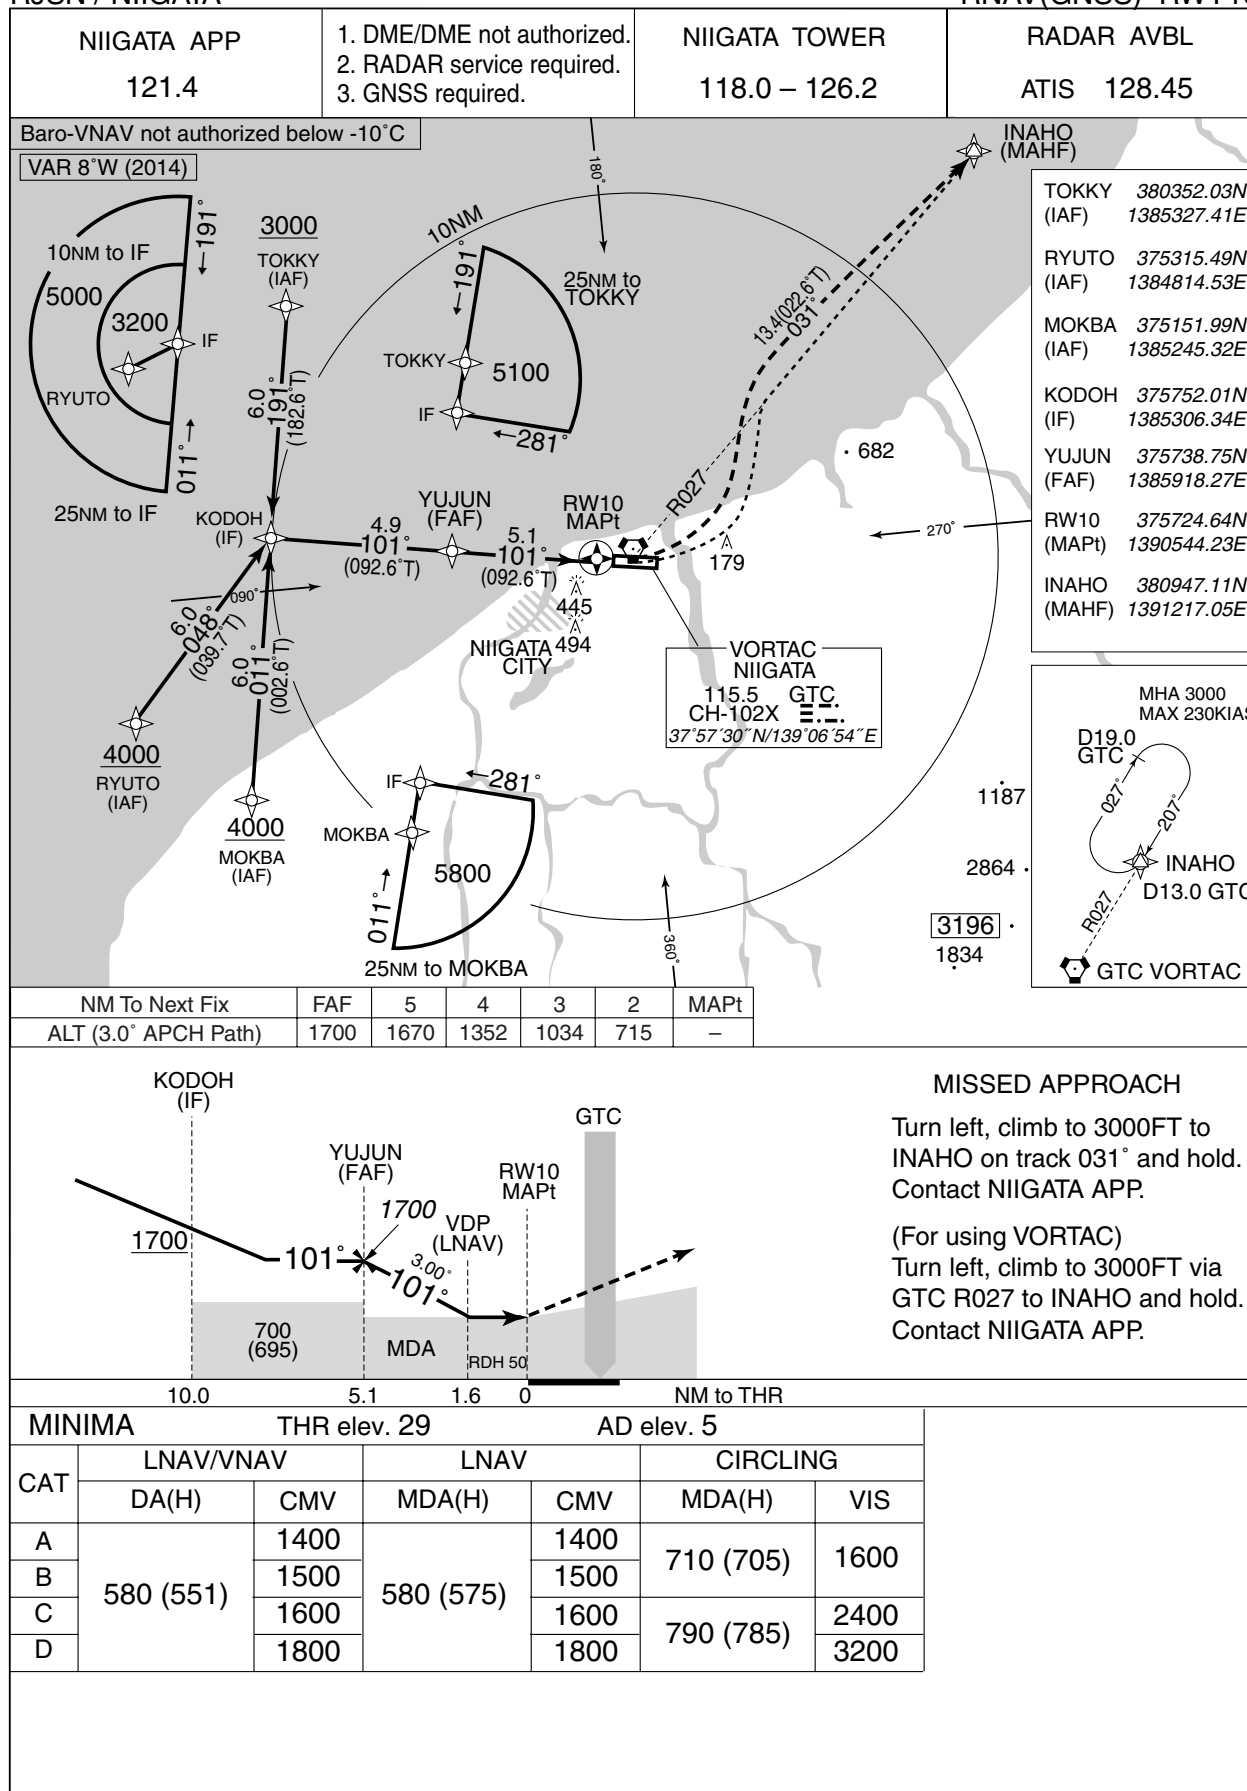 NIIGATA APP
121.4
1. DME/DME not authorized.
2. RADAR service required.
3. GNSS required.
NIIGATA TOWER
118.0 – 126.2
RADAR AVBL
ATIS 128.45
Baro-VNAV not authorized below -10˚C
VAR 8˚W (2014)
INAHO
(MAHF)
180˚
TOKKY 380352.03N
(IAF) 1385327.41E
RYUTO 375315.49N
(IAF) 1384814.53E
MOKBA 375151.99N
(IAF) 1385245.32E
KODOH 375752.01N
(IF) 1385306.34E
YUJUN 375738.75N
(FAF) 1385918.27E
RW10 375724.64N
(MAPt) 1390544.23E
INAHO 380947.11N
(MAHF) 1391217.05E
191˚
10NM to IF
5000
3200
IF
RYUTO
011˚
25NM to IF
3000
TOKKY
(IAF)
6.0
191˚
(182.6˚T)
10NM
191˚
25NM to
TOKKY
TOKKY
5100
IF
281˚
13.4(022.6˚T)
031˚
682
R027
KODOH
(IF)
4.9
101˚
(092.6˚T)
YUJUN
(FAF)
5.1
101˚
(092.6˚T)
RW10
MAPt
179
270˚
090˚
445
494
NIIGATA
CITY
6.0
048˚
(039.7˚T)
6.0
011˚
(002.6˚T)
VORTAC
NIIGATA
115.5 GTC
CH-102X
37˚57´30˝N/139˚06´54˝E
4000
RYUTO
(IAF)
4000
MOKBA
(IAF)
IF
281˚
MOKBA
5800
011˚
25NM to MOKBA
360˚
1187
2864
3196
1834
MHA 3000
MAX 230KIAS
D19.0
GTC
027˚
207˚
INAHO
D13.0 GTC
R027
GTC VORTAC
NM To Next Fix FAF 5 4 3 2 MAPt
ALT (3.0˚ APCH Path) 1700 1670 1352 1034 715 –
KODOH
(IF)
YUJUN
(FAF)
1700
VDP
(LNAV)
RW10
MAPt
GTC
1700
101˚
3.00˚
101˚
700
(695)
MDA
RDH 50
10.0 5.1 1.6 0 NM to THR
MISSED APPROACH
Turn left, climb to 3000FT to
INAHO on track 031˚ and hold.
Contact NIIGATA APP.
(For using VORTAC)
Turn left, climb to 3000FT via
GTC R027 to INAHO and hold.
Contact NIIGATA APP.
MINIMA THR elev. 29 AD elev. 5
CAT LNAV/VNAV LNAV CIRCLING
DA(H) CMV MDA(H) CMV MDA(H) VIS
A 580 (551) 1400 580 (575) 1400 710 (705) 1600
B 1500 1500
C 1600 1600 790 (785) 2400
D 1800 1800 3200